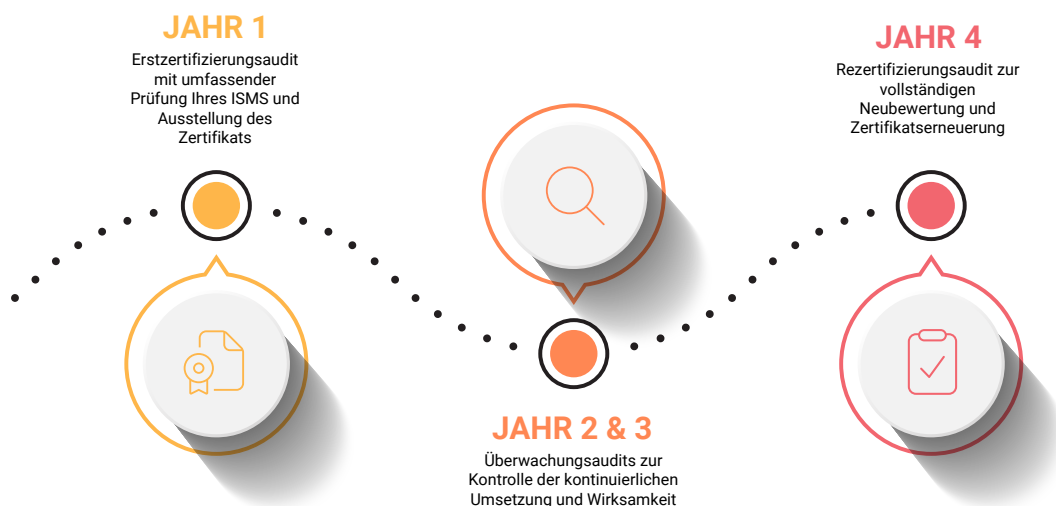 JAHR 1
Erstzertifizierungsaudit
mit umfassender
Prüfung Ihres ISMS und
Ausstellung des
Zertifikats
JAHR 2 & 3
Überwachungsaudits zur
Kontrolle der kontinuierlichen
Umsetzung und Wirksamkeit
JAHR 4
Rezertifizierungsaudit zur
vollständigen
Neubewertung und
Zertifikatserneuerung